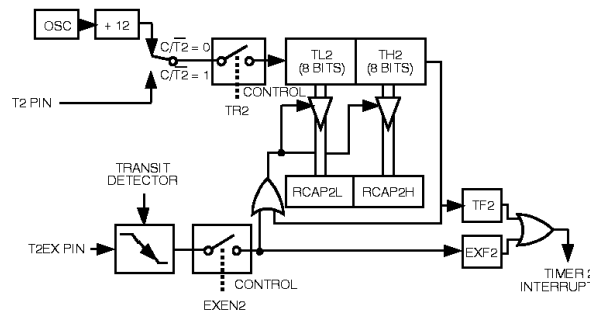 OSC
+ 12
C/T2 = 0
C/T2 = 1
T2 PIN
CONTROL
TR2
TL2
(8 BITS)
TH2
(8 BITS)
TRANSIT
DETECTOR
RCAP2L
RCAP2H
T2EX PIN
CONTROL
EXEN2
TF2
EXF2
TIMER 2
INTERRUPT